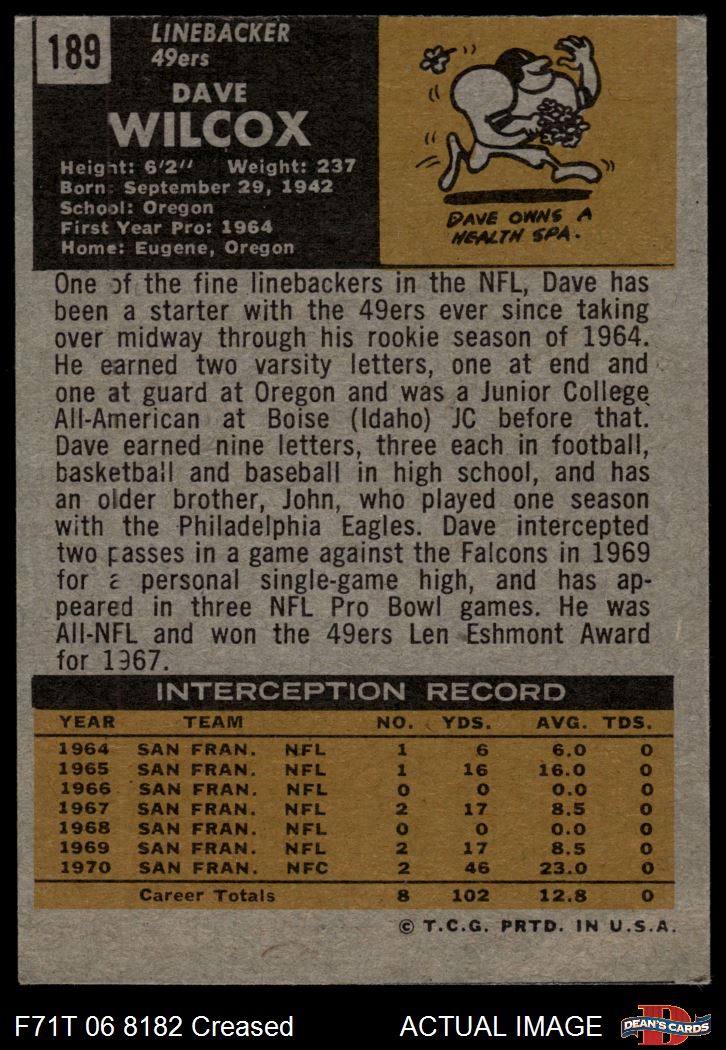 189
LINEBACKER
49ers
DAVE
WILCOX
Height: 6'2" Weight: 237
Born: September 29, 1942
School: Oregon
First Year Pro: 1964
Home: Eugene, Oregon
DAVE OWNS A
HEALTH SPA.
One of the fine linebackers in the NFL, Dave has
been a starter with the 49ers ever since taking
over midway through his rookie season of 1964.
He earned two varsity letters, one at end and
one at guard at Oregon and was a Junior College
All-American at Boise (Idaho) JC before that.
Dave earned nine letters, three each in football,
basketball and baseball in high school, and has
an older brother, John, who played one season
with the Philadelphia Eagles. Dave intercepted
two passes in a game against the Falcons in 1969
for a personal single-game high, and has ap-
peared in three NFL Pro Bowl games. He was
All-NFL and won the 49ers Len Eshmont Award
for 1967.
INTERCEPTION RECORD
YEAR TEAM NO. YDS. AVG. TDS.
1964 SAN FRAN. NFL 1 6 6.0 0
1965 SAN FRAN. NFL 1 16 16.0 0
1966 SAN FRAN. NFL 0 0 0.0 0
1967 SAN FRAN. NFL 2 17 8.5 0
1968 SAN FRAN. NFL 0 0 0.0 0
1969 SAN FRAN. NFL 2 17 8.5 0
1970 SAN FRAN. NFC 2 46 23.0 0
Career Totals 8 102 12.8 0
© T.C.G. PRTD. IN U.S.A.
F71T 06 8182 Creased ACTUAL IMAGE
D
DEAN'S CARDS